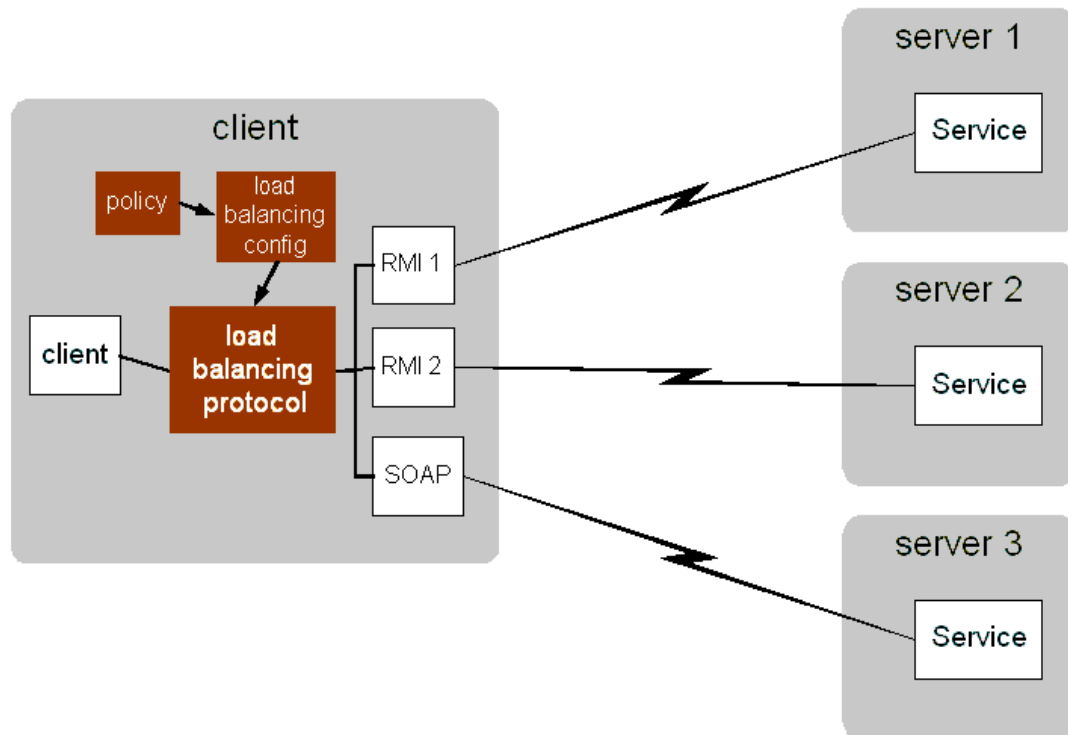 client
policy
load
balancing
config
client
load
balancing
protocol
RMI 1
RMI 2
SOAP
server 1
Service
server 2
Service
server 3
Service